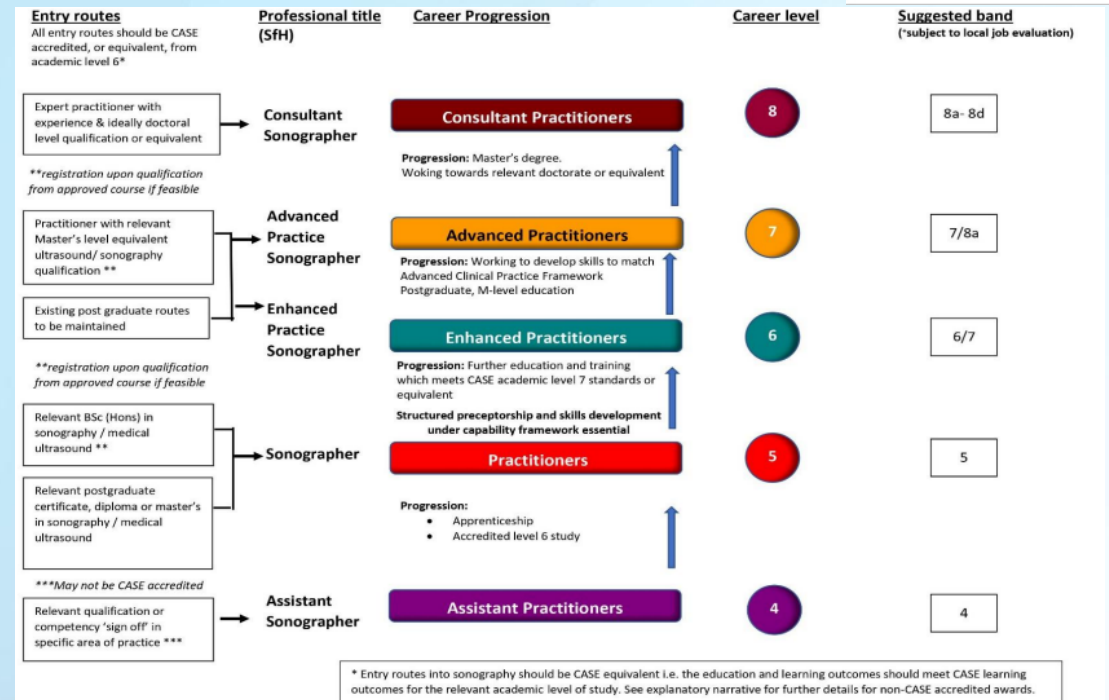 Entry routes
All entry routes should be CASE
accredited, or equivalent, from
academic level 6*
Professional title
(SfH)
Career Progression
Career level
Suggested band
(*subject to local job evaluation)
Expert practitioner with
experience & ideally doctoral
level qualification or equivalent
Consultant
Sonographer
Consultant Practitioners
8
8a- 8d
**registration upon qualification
from approved course if feasible
Progression: Master's degree.
Woking towards relevant doctorate or equivalent
Practitioner with relevant
Master's level equivalent
ultrasound/ sonography
qualification **
Advanced
Practice
Sonographer
Advanced Practitioners
7
7/8a
Progression: Working to develop skills to match
Advanced Clinical Practice Framework
Postgraduate, M-level education
Existing post graduate routes
to be maintained
Enhanced
Practice
Sonographer
Enhanced Practitioners
6
6/7
**registration upon qualification
from approved course if feasible
Progression: Further education and training
which meets CASE academic level 7 standards or
equivalent
Structured preceptorship and skills development
under capability framework essential
Relevant BSc (Hons) in
sonography / medical
ultrasound **
Sonographer
Practitioners
5
5
Relevant postgraduate
certificate, diploma or master's
in sonography / medical
ultrasound
Progression:
• Apprenticeship
• Accredited level 6 study
***May not be CASE accredited
Relevant qualification or
competency 'sign off' in
specific area of practice ***
Assistant
Sonographer
Assistant Practitioners
4
4
* Entry routes into sonography should be CASE equivalent i.e. the education and learning outcomes should meet CASE learning
outcomes for the relevant academic level of study. See explanatory narrative for further details for non-CASE accredited awards.